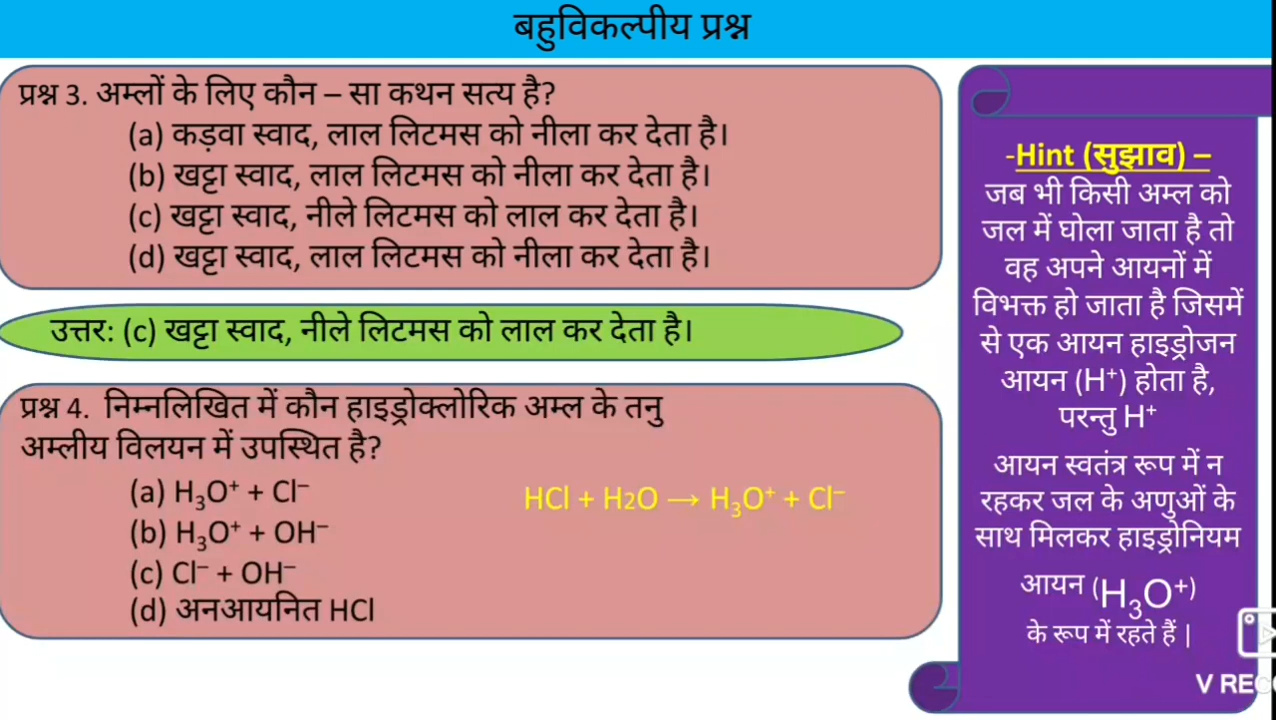 बहुविकल्पीय प्रश्न
प्रश्न 3. अम्लों के लिए कौन – सा कथन सत्य है?
(a) कड़वा स्वाद, लाल लिटमस को नीला कर देता है।
(b) खट्टा स्वाद, लाल लिटमस को नीला कर देता है।
(c) खट्टा स्वाद, नीले लिटमस को लाल कर देता है।
(d) खट्टा स्वाद, लाल लिटमस को नीला कर देता है।
उत्तर: (c) खट्टा स्वाद, नीले लिटमस को लाल कर देता है।
प्रश्न 4. निम्नलिखित में कौन हाइड्रोक्लोरिक अम्ल के तनु
अम्लीय विलयन में उपस्थित है?
(a) H₃O⁺ + Cl⁻
(b) H₃O⁺ + OH⁻
(c) Cl⁻ + OH⁻
(d) अनआयनित HCl
HCl + H2O → H₃O⁺ + Cl⁻
-Hint (सुझाव) –
जब भी किसी अम्ल को
जल में घोला जाता है तो
वह अपने आयनों में
विभक्त हो जाता है जिसमें
से एक आयन हाइड्रोजन
आयन (H⁺) होता है,
परन्तु H⁺
आयन स्वतंत्र रूप में न
रहकर जल के अणुओं के
साथ मिलकर हाइड्रोनियम
आयन (H₃O⁺)
के रूप में रहते हैं |
V REC